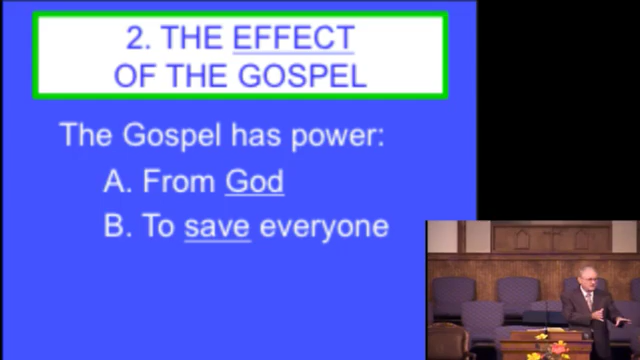 2. THE EFFECT
OF THE GOSPEL
The Gospel has power:
A. From God
B. To save everyone